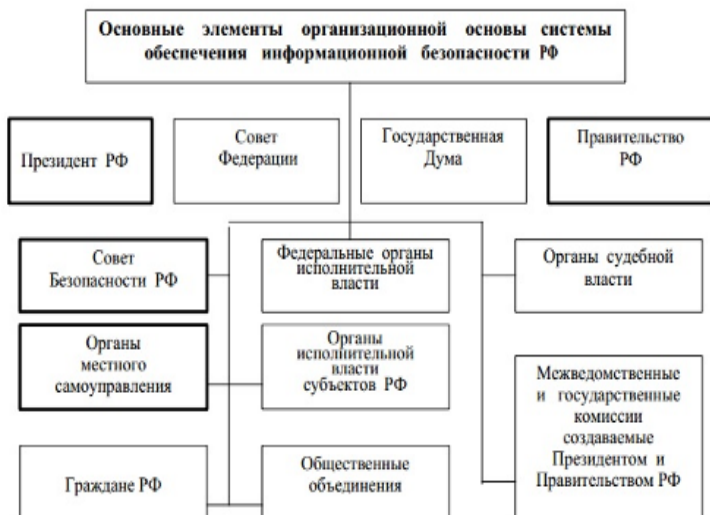 Основные элементы организационной основы системы
обеспечения информационной безопасности РФ
Президент РФ
Совет
Федерации
Государственная
Дума
Правительство
РФ
Совет
Безопасности РФ
Федеральные органы
исполнительной
власти
Органы судебной
власти
Органы
местного
самоуправления
Органы
исполнительной
власти
субъектов РФ
Межведомственные
и государственные
комиссии
создаваемые
Президентом и
Правительством РФ
Граждане РФ
Общественные
объединения